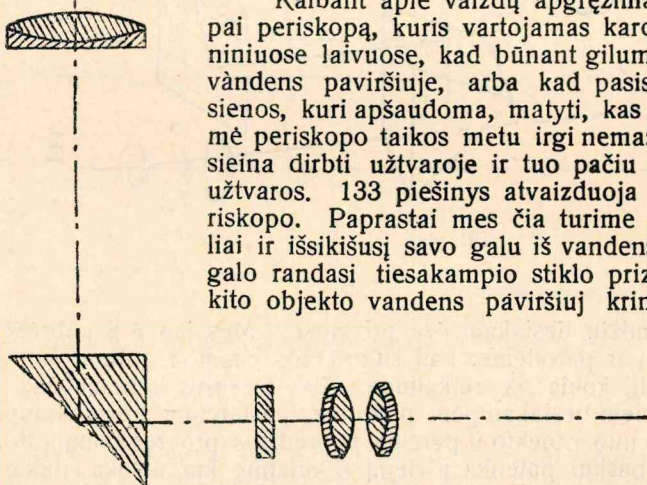 Kalbant apie vaizdų apgręžima
pai periskopą, kuris vartojamas karo
niniuose laivuose, kad būnant gilum
vàndens paviršiuje, arba kad pasis
sienos, kuri apšaudoma, matyti, kas
mė periskopo taikos metu irgi nema
sieina dirbti užtvaroje ir tuo pačiu
užtvaros. 133 piešinys atvaizduoja
riskopo. Paprastai mes čia turime
liai ir išsikišusį savo galu iš vandens
galo randasi tiesakampio stiklo priz
kito objekto vandens paviršiuj krin